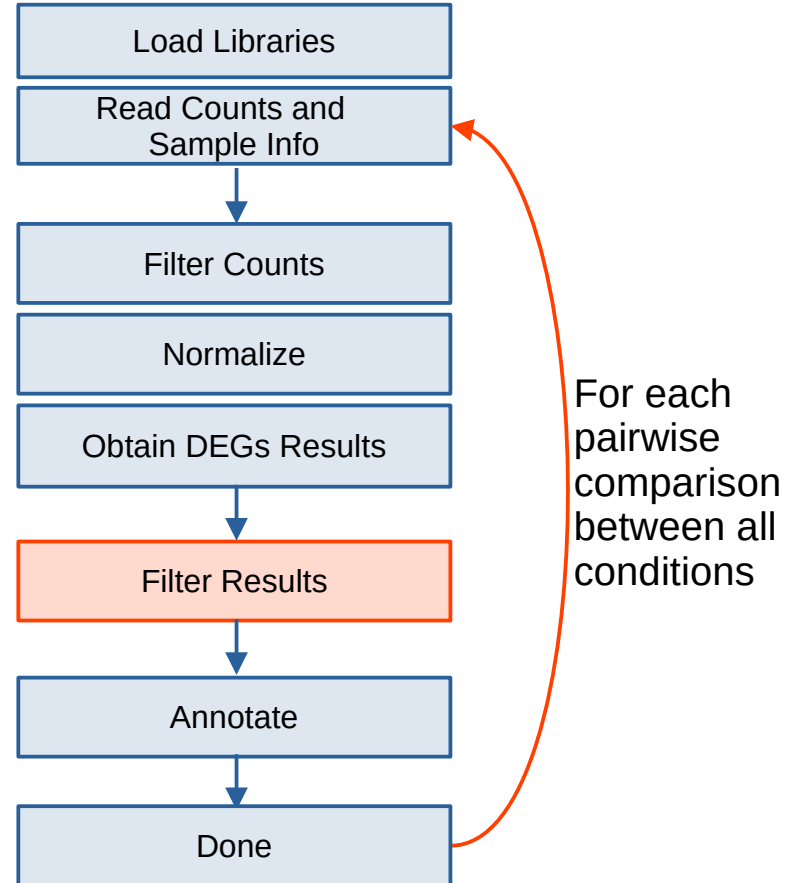 Load Libraries
Read Counts and
Sample Info
Filter Counts
Normalize
Obtain DEGs Results
Filter Results
Annotate
Done
For each
pairwise
comparison
between all
conditions